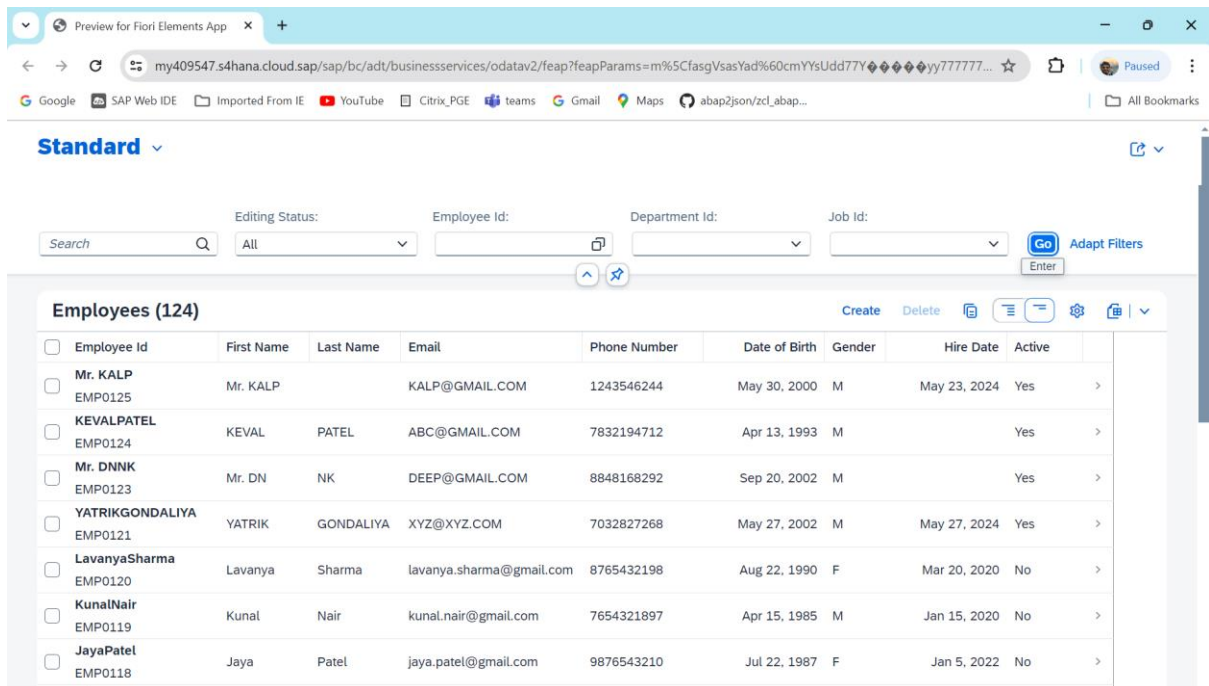 Preview for Fiori Elements App
my409547.s4hana.cloud.sap/sap/bc/adt/businessservices/odatav2/feap?feapParams=m%5CfasgVsasYad%60cmYYsUdd77Y�����yy777777... Paused
Google SAP Web IDE Imported From IE YouTube Citrix_PGE teams Gmail Maps abap2json/zcl_abap... All Bookmarks
Standard
Editing Status: Employee Id: Department Id: Job Id:
Search All Go Adapt Filters
Enter
Employees (124) Create Delete
Employee Id First Name Last Name Email Phone Number Date of Birth Gender Hire Date Active
Mr. KALP
EMP0125 Mr. KALP KALP@GMAIL.COM 1243546244 May 30, 2000 M May 23, 2024 Yes
KEVALPATEL
EMP0124 KEVAL PATEL ABC@GMAIL.COM 7832194712 Apr 13, 1993 M Yes
Mr. DNNK
EMP0123 Mr. DN NK DEEP@GMAIL.COM 8848168292 Sep 20, 2002 M Yes
YATRIKGONDALIYA
EMP0121 YATRIK GONDALIYA XYZ@XYZ.COM 7032827268 May 27, 2002 M May 27, 2024 Yes
LavanyaSharma
EMP0120 Lavanya Sharma lavanya.sharma@gmail.com 8765432198 Aug 22, 1990 F Mar 20, 2020 No
KunalNair
EMP0119 Kunal Nair kunal.nair@gmail.com 7654321897 Apr 15, 1985 M Jan 15, 2020 No
JayaPatel
EMP0118 Jaya Patel jaya.patel@gmail.com 9876543210 Jul 22, 1987 F Jan 5, 2022 No